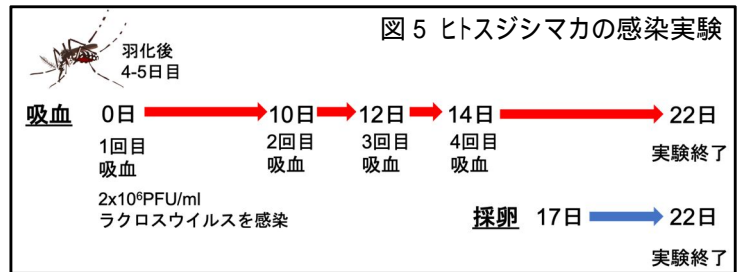 図5 ヒトスジシマカの感染実験
羽化後
4-5日目
吸血 0日 10日 12日 14日 22日
1回目 2回目 3回目 4回目 実験終了
吸血 吸血 吸血 吸血
2x10⁶PFU/ml
ラクロスウイルスを感染
採卵 17日 22日
実験終了